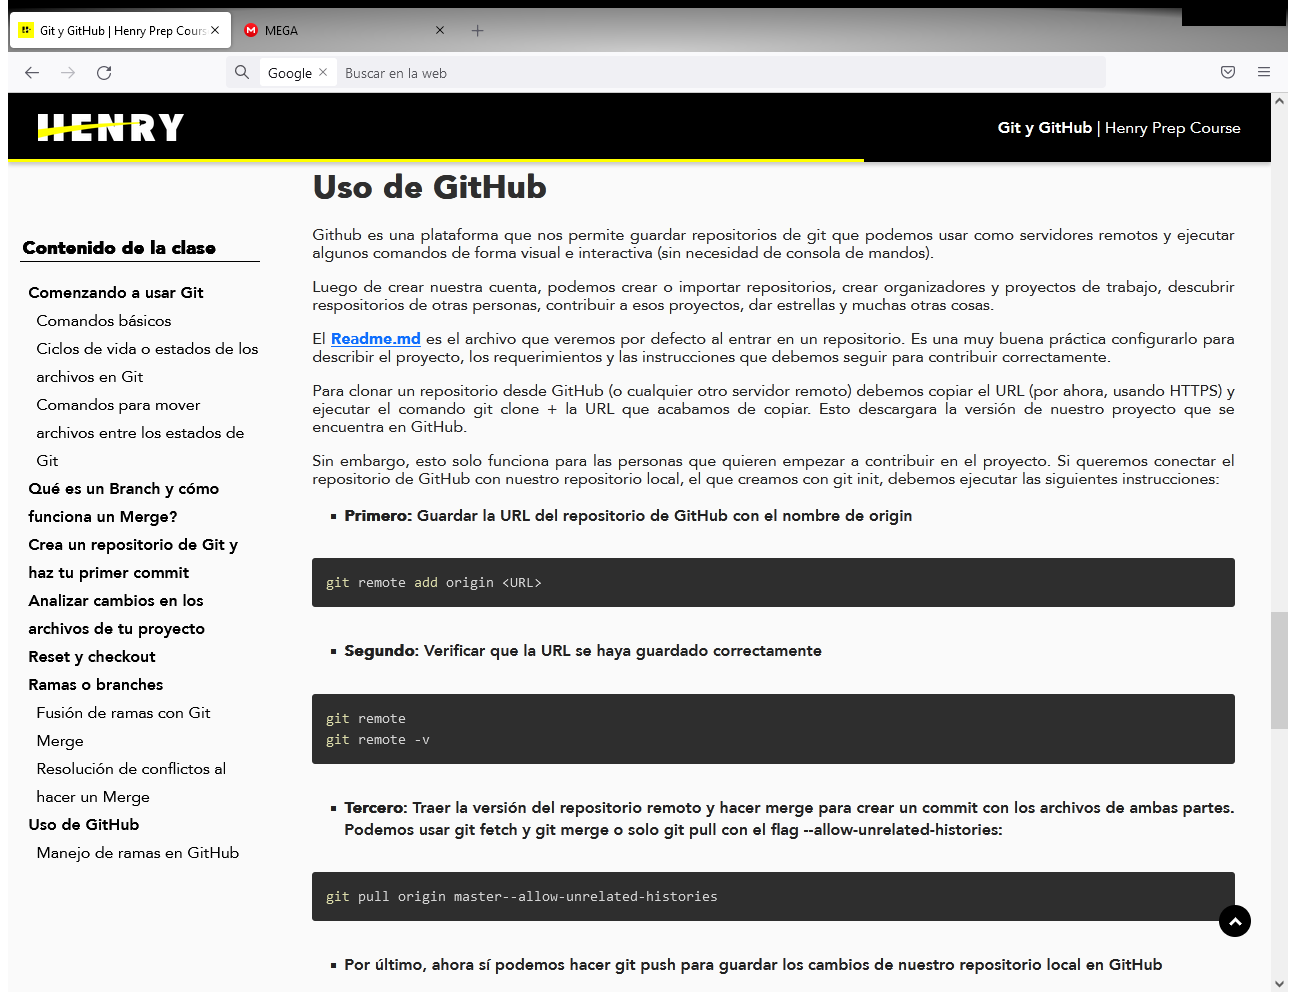 Git y GitHub | Henry Prep Cours
MEGA
Google
Buscar en la web
HENRY
Git y GitHub | Henry Prep Course
Contenido de la clase
Comenzando a usar Git
Comandos básicos
Ciclos de vida o estados de los
archivos en Git
Comandos para mover
archivos entre los estados de
Git
Qué es un Branch y cómo
funciona un Merge?
Crea un repositorio de Git y
haz tu primer commit
Analizar cambios en los
archivos de tu proyecto
Reset y checkout
Ramas o branches
Fusión de ramas con Git
Merge
Resolución de conflictos al
hacer un Merge
Uso de GitHub
Manejo de ramas en GitHub
Uso de GitHub
Github es una plataforma que nos permite guardar repositorios de git que podemos usar como servidores remotos y ejecutar
algunos comandos de forma visual e interactiva (sin necesidad de consola de mandos).
Luego de crear nuestra cuenta, podemos crear o importar repositorios, crear organizadores y proyectos de trabajo, descubrir
respositorios de otras personas, contribuir a esos proyectos, dar estrellas y muchas otras cosas.
El Readme.md es el archivo que veremos por defecto al entrar en un repositorio. Es una muy buena práctica configurarlo para
describir el proyecto, los requerimientos y las instrucciones que debemos seguir para contribuir correctamente.
Para clonar un repositorio desde GitHub (o cualquier otro servidor remoto) debemos copiar el URL (por ahora, usando HTTPS) y
ejecutar el comando git clone + la URL que acabamos de copiar. Esto descargara la versión de nuestro proyecto que se
encuentra en GitHub.
Sin embargo, esto solo funciona para las personas que quieren empezar a contribuir en el proyecto. Si queremos conectar el
repositorio de GitHub con nuestro repositorio local, el que creamos con git init, debemos ejecutar las siguientes instrucciones:
▪ Primero: Guardar la URL del repositorio de GitHub con el nombre de origin
git remote add origin <URL>
▪ Segundo: Verificar que la URL se haya guardado correctamente
git remote
git remote -v
▪ Tercero: Traer la versión del repositorio remoto y hacer merge para crear un commit con los archivos de ambas partes.
Podemos usar git fetch y git merge o solo git pull con el flag --allow-unrelated-histories:
git pull origin master--allow-unrelated-histories
▪ Por último, ahora sí podemos hacer git push para guardar los cambios de nuestro repositorio local en GitHub